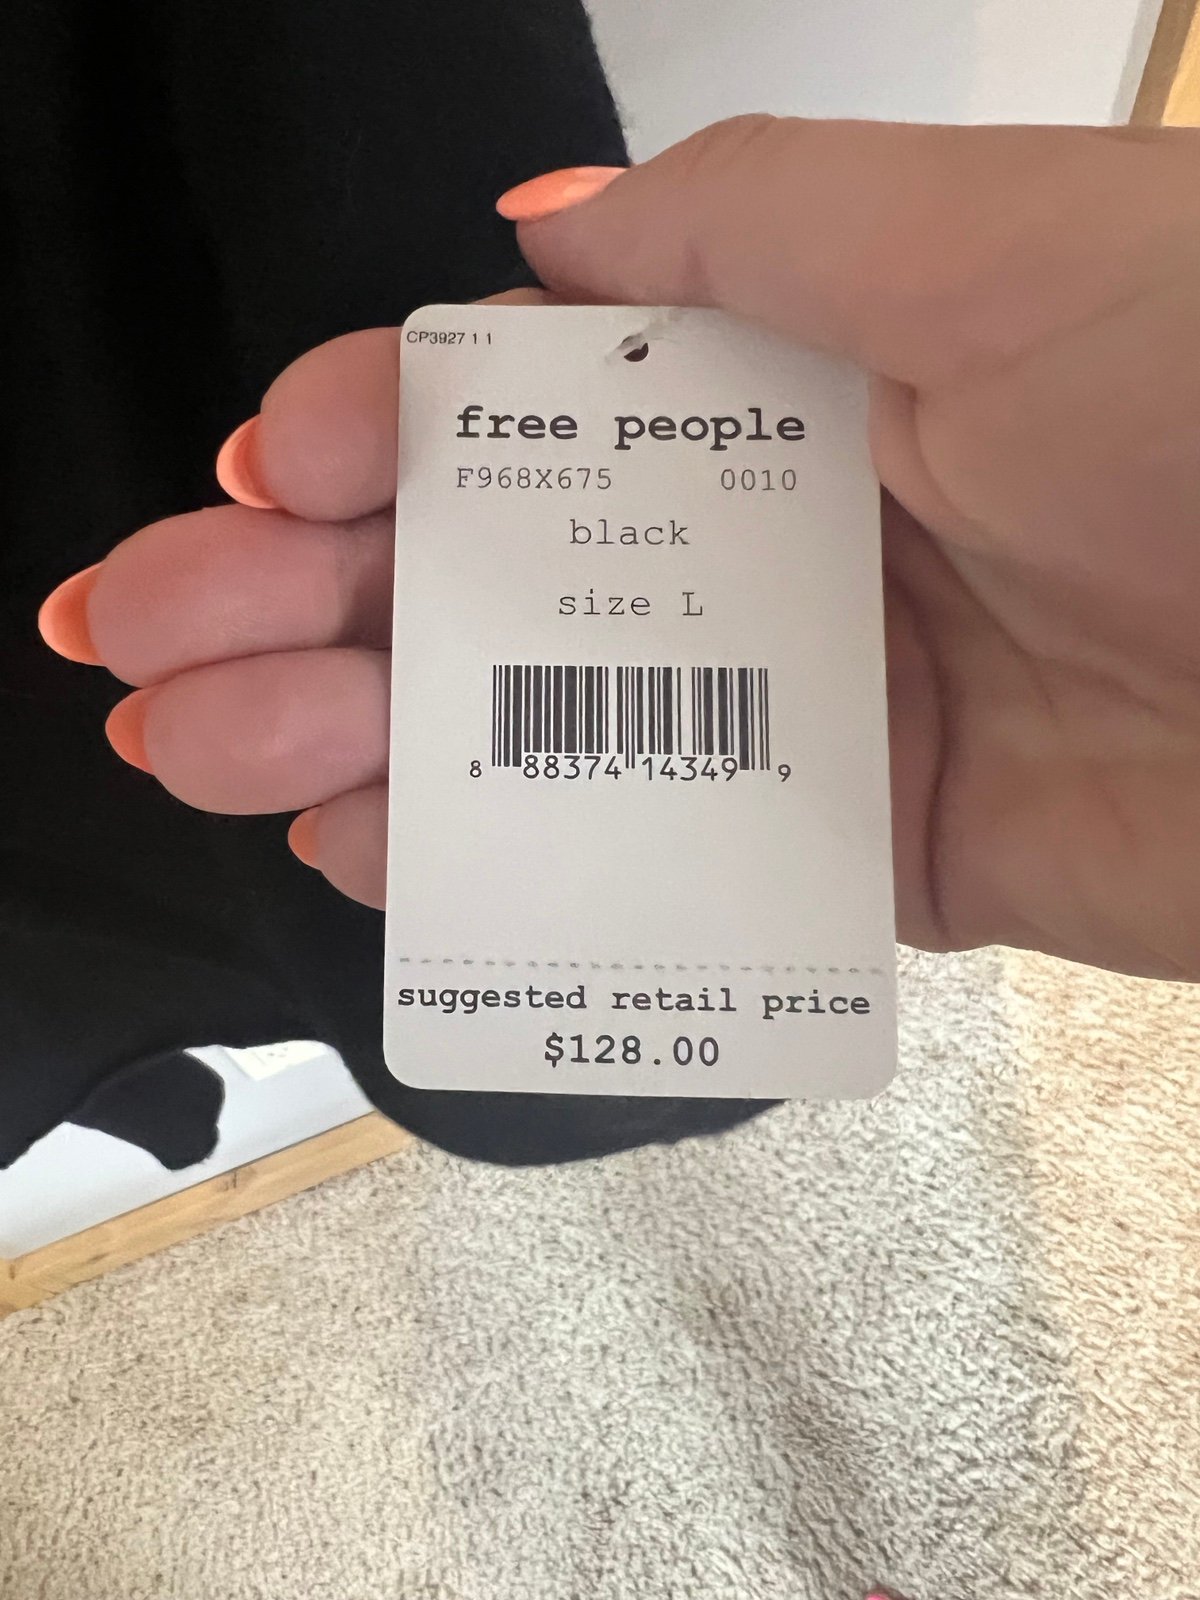 CP3927 1 1
free people
F968X675 0010
black
size L
8 88374 14349 9
suggested retail price
$128.00